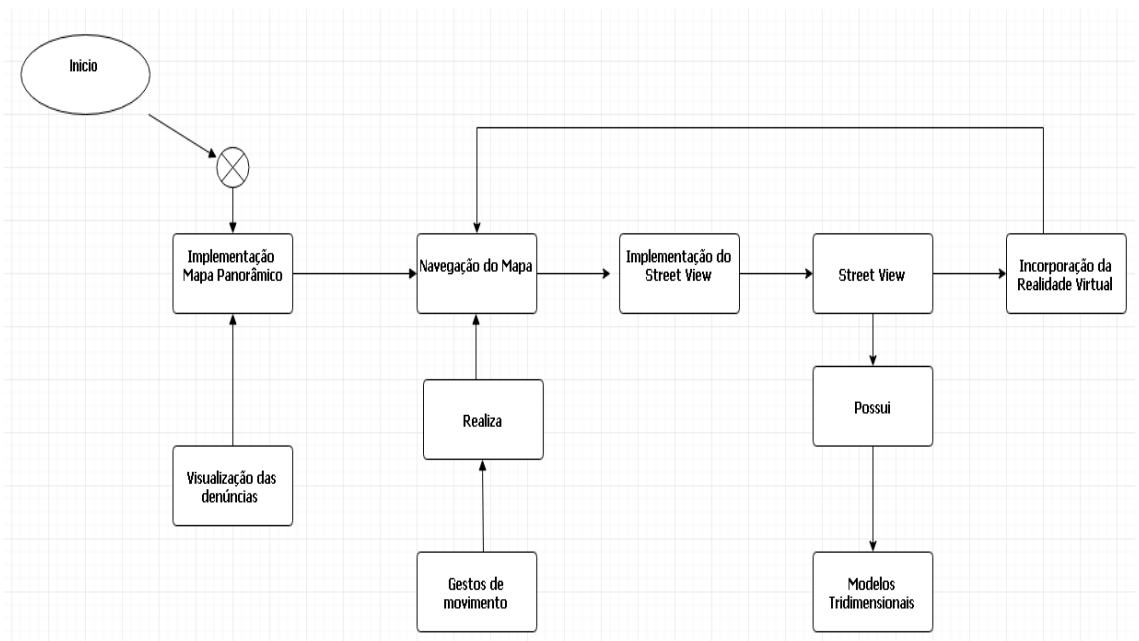 Inicio
Implementação
Mapa Panorâmico
Navegação do Mapa
Implementação do
Street View
Street View
Incorporação da
Realidade Virtual
Realiza
Possui
Visualização das
denúncias
Gestos de
movimento
Modelos
Tridimensionais